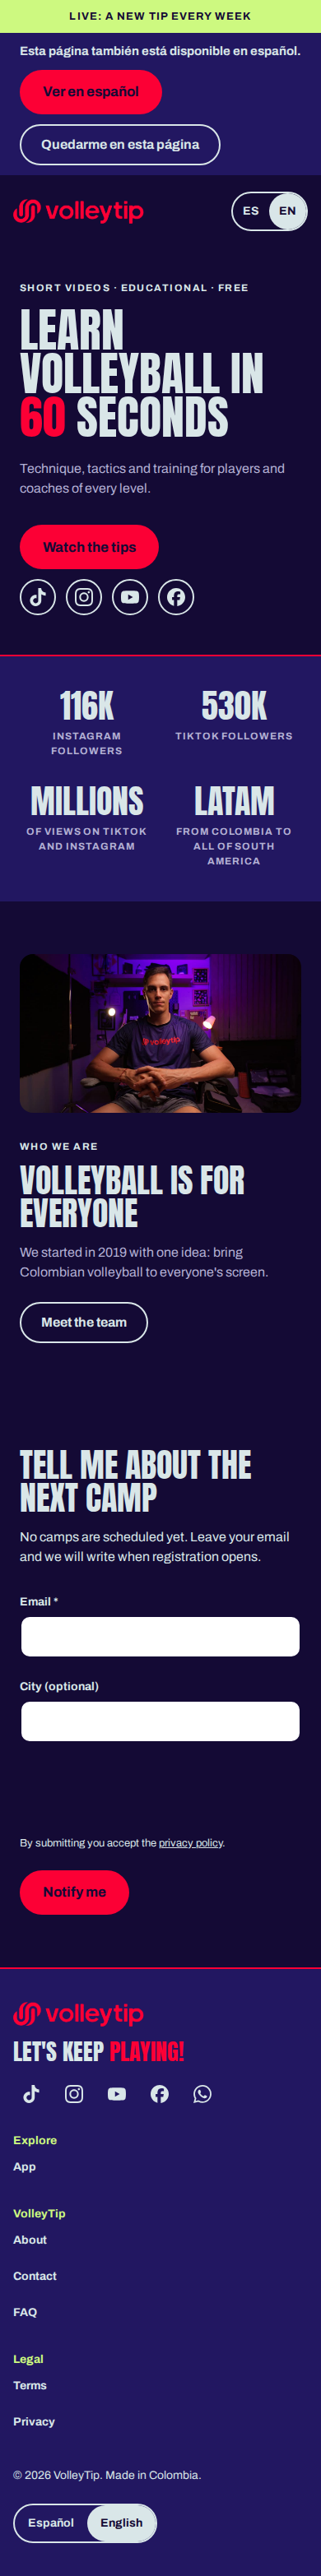 LIVE: A NEW TIP EVERY WEEK
Esta página también está disponible en español.
Ver en español
Quedarme en esta página
volleytip
ES EN
SHORT VIDEOS · EDUCATIONAL · FREE
LEARN
VOLLEYBALL IN
60 SECONDS
Technique, tactics and training for players and
coaches of every level.
Watch the tips
116K
INSTAGRAM
FOLLOWERS
530K
TIKTOK FOLLOWERS
MILLIONS
OF VIEWS ON TIKTOK
AND INSTAGRAM
LATAM
FROM COLOMBIA TO
ALL OF SOUTH
AMERICA
volleytip
WHO WE ARE
VOLLEYBALL IS FOR
EVERYONE
We started in 2019 with one idea: bring
Colombian volleyball to everyone's screen.
Meet the team
TELL ME ABOUT THE
NEXT CAMP
No camps are scheduled yet. Leave your email
and we will write when registration opens.
Email *
City (optional)
By submitting you accept the privacy policy.
Notify me
volleytip
LET'S KEEP PLAYING!
Explore
App
VolleyTip
About
Contact
FAQ
Legal
Terms
Privacy
© 2026 VolleyTip. Made in Colombia.
Español English